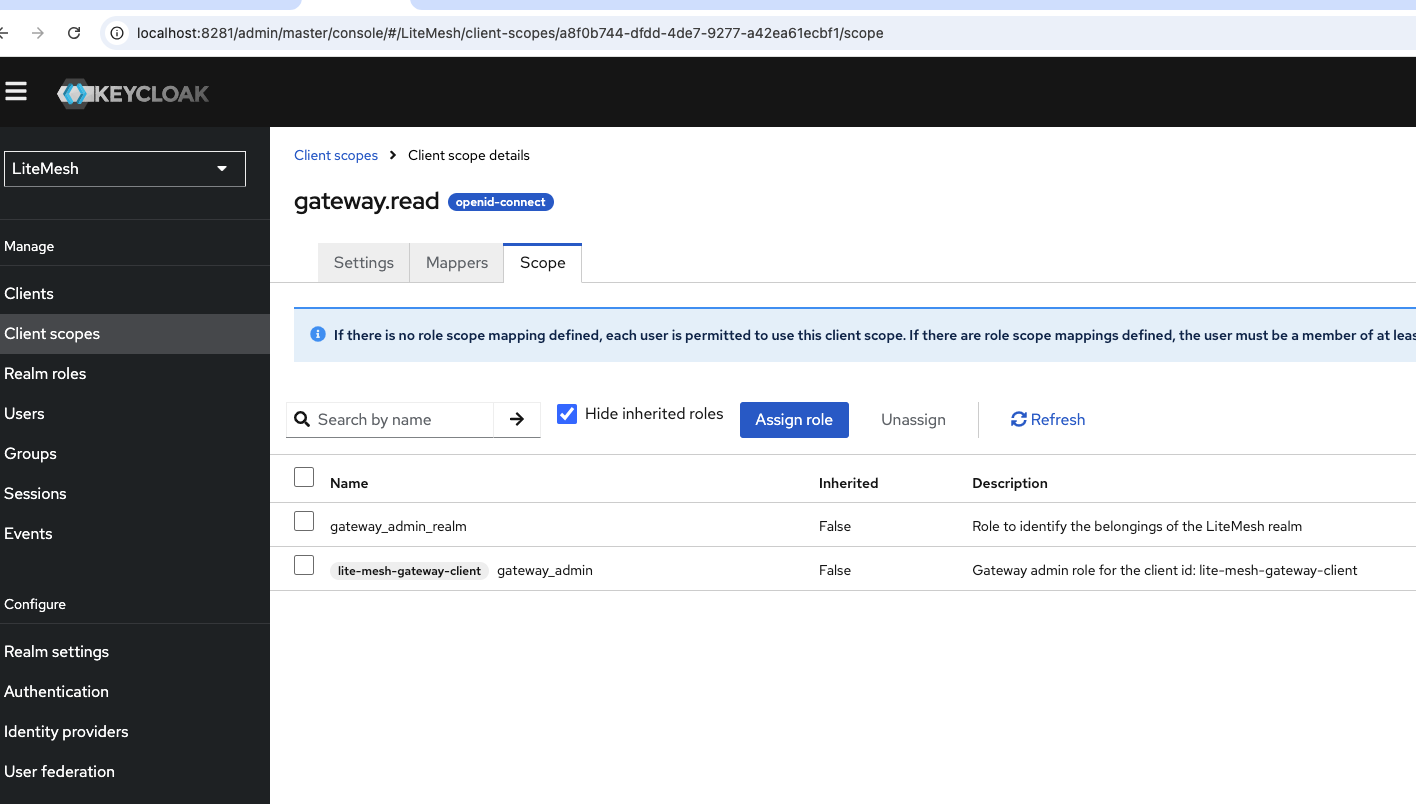 localhost:8281/admin/master/console/#/LiteMesh/client-scopes/a8f0b744-dfdd-4de7-9277-a42ea61ecbf1/scope
KEYCLOAK
LiteMesh
Manage
Clients
Client scopes
Realm roles
Users
Groups
Sessions
Events
Configure
Realm settings
Authentication
Identity providers
User federation
Client scopes Client scope details
gateway.read openid-connect
Settings Mappers Scope
If there is no role scope mapping defined, each user is permitted to use this client scope. If there are role scope mappings defined, the user must be a member of at
Search by name Hide inherited roles Assign role Unassign Refresh
Name Inherited Description
gateway_admin_realm False Role to identify the belongings of the LiteMesh realm
lite-mesh-gateway-client gateway_admin False Gateway admin role for the client id: lite-mesh-gateway-client